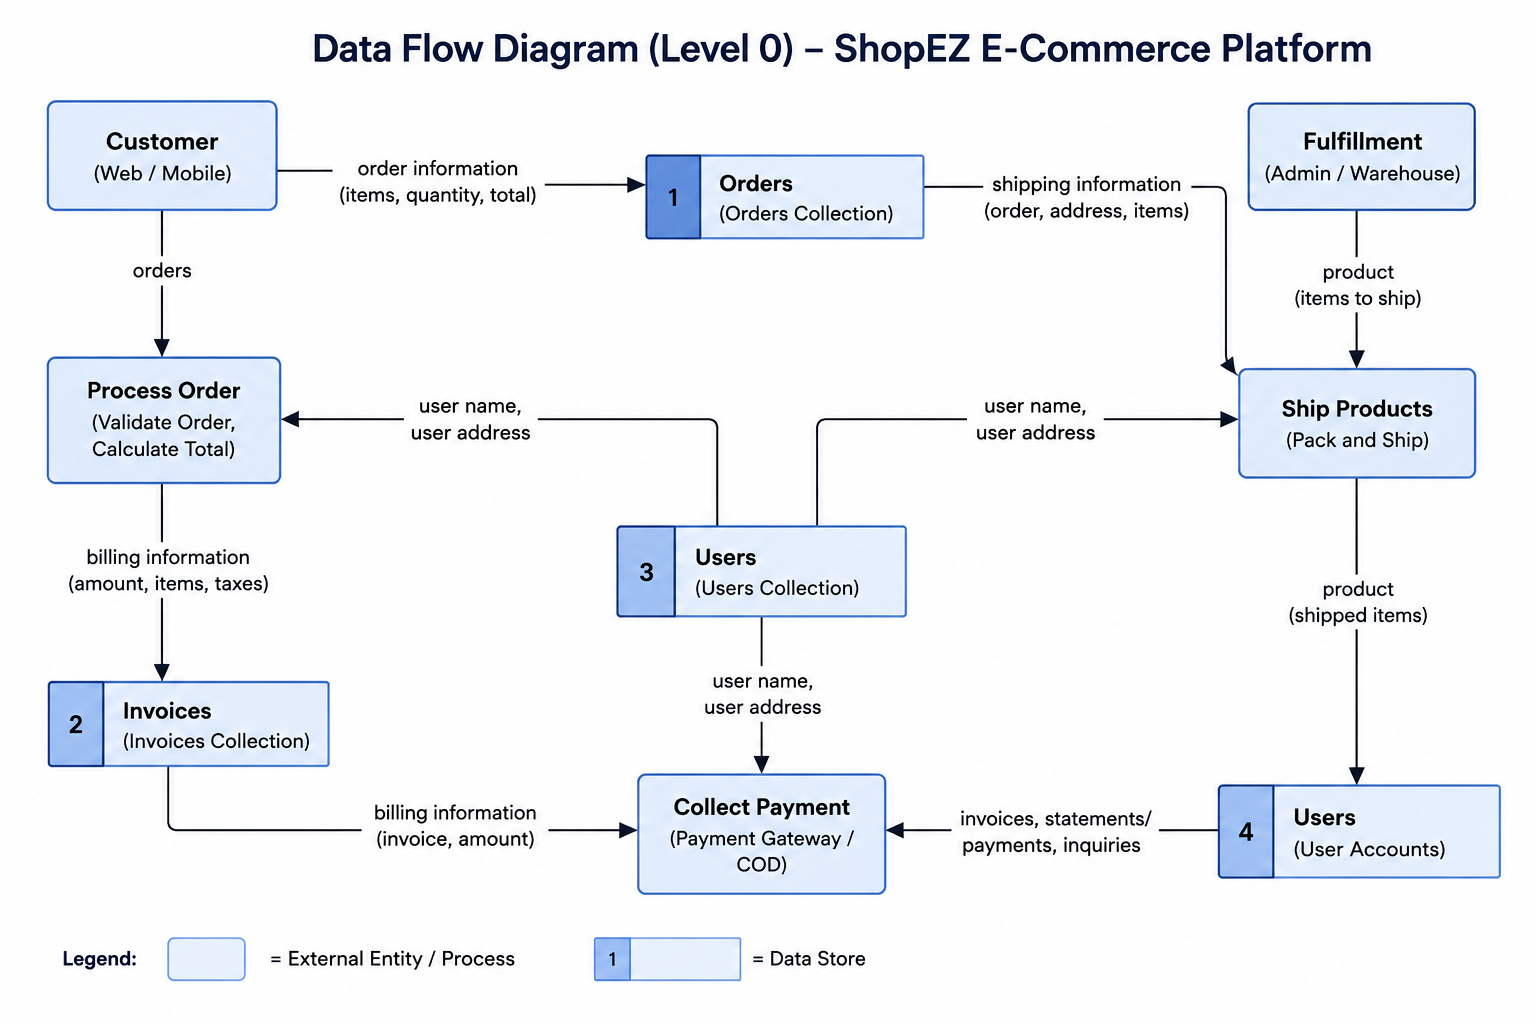 Data Flow Diagram (Level 0) – ShopEZ E-Commerce Platform
Customer
(Web / Mobile)
order information
(items, quantity, total)
1
Orders
(Orders Collection)
shipping information
(order, address, items)
Fulfillment
(Admin / Warehouse)
orders
product
(items to ship)
Process Order
(Validate Order,
Calculate Total)
user name,
user address
user name,
user address
Ship Products
(Pack and Ship)
billing information
(amount, items, taxes)
3
Users
(Users Collection)
product
(shipped items)
2
Invoices
(Invoices Collection)
user name,
user address
billing information
(invoice, amount)
Collect Payment
(Payment Gateway /
COD)
invoices, statements/
payments, inquiries
4
Users
(User Accounts)
Legend:
= External Entity / Process
1
= Data Store